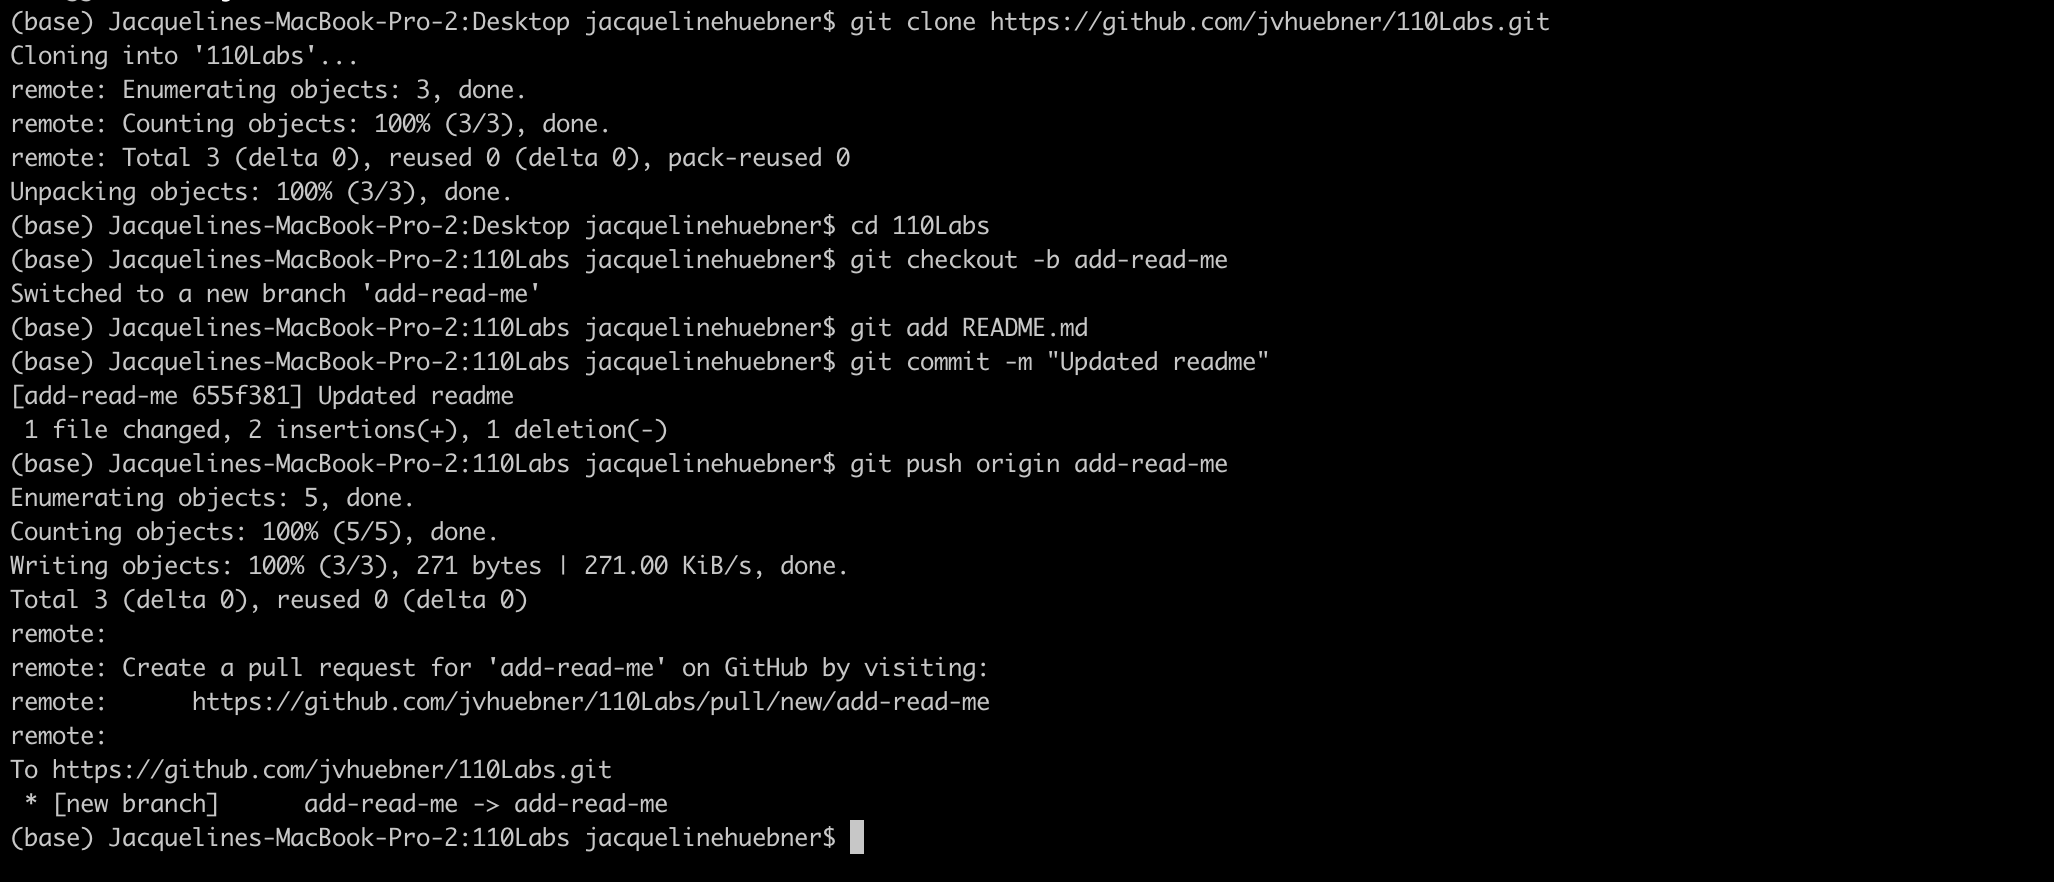 (base) Jacquelines-MacBook-Pro-2:Desktop jacquelinehuebner$ git clone https://github.com/jvhuebner/110Labs.git
Cloning into '110Labs'...
remote: Enumerating objects: 3, done.
remote: Counting objects: 100% (3/3), done.
remote: Total 3 (delta 0), reused 0 (delta 0), pack-reused 0
Unpacking objects: 100% (3/3), done.
(base) Jacquelines-MacBook-Pro-2:Desktop jacquelinehuebner$ cd 110Labs
(base) Jacquelines-MacBook-Pro-2:110Labs jacquelinehuebner$ git checkout -b add-read-me
Switched to a new branch 'add-read-me'
(base) Jacquelines-MacBook-Pro-2:110Labs jacquelinehuebner$ git add README.md
(base) Jacquelines-MacBook-Pro-2:110Labs jacquelinehuebner$ git commit -m "Updated readme"
[add-read-me 655f381] Updated readme
 1 file changed, 2 insertions(+), 1 deletion(-)
(base) Jacquelines-MacBook-Pro-2:110Labs jacquelinehuebner$ git push origin add-read-me
Enumerating objects: 5, done.
Counting objects: 100% (5/5), done.
Writing objects: 100% (3/3), 271 bytes | 271.00 KiB/s, done.
Total 3 (delta 0), reused 0 (delta 0)
remote:
remote: Create a pull request for 'add-read-me' on GitHub by visiting:
remote:      https://github.com/jvhuebner/110Labs/pull/new/add-read-me
remote:
To https://github.com/jvhuebner/110Labs.git
 * [new branch]      add-read-me -> add-read-me
(base) Jacquelines-MacBook-Pro-2:110Labs jacquelinehuebner$